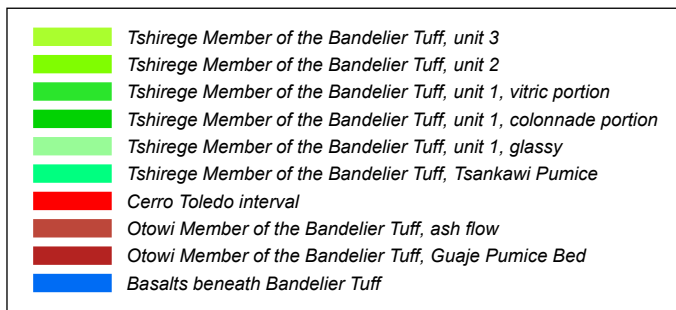 Tshirege Member of the Bandelier Tuff, unit 3
Tshirege Member of the Bandelier Tuff, unit 2
Tshirege Member of the Bandelier Tuff, unit 1, vitric portion
Tshirege Member of the Bandelier Tuff, unit 1, colonnade portion
Tshirege Member of the Bandelier Tuff, unit 1, glassy
Tshirege Member of the Bandelier Tuff, Tsankawi Pumice
Cerro Toledo interval
Otowi Member of the Bandelier Tuff, ash flow
Otowi Member of the Bandelier Tuff, Guaje Pumice Bed
Basalts beneath Bandelier Tuff